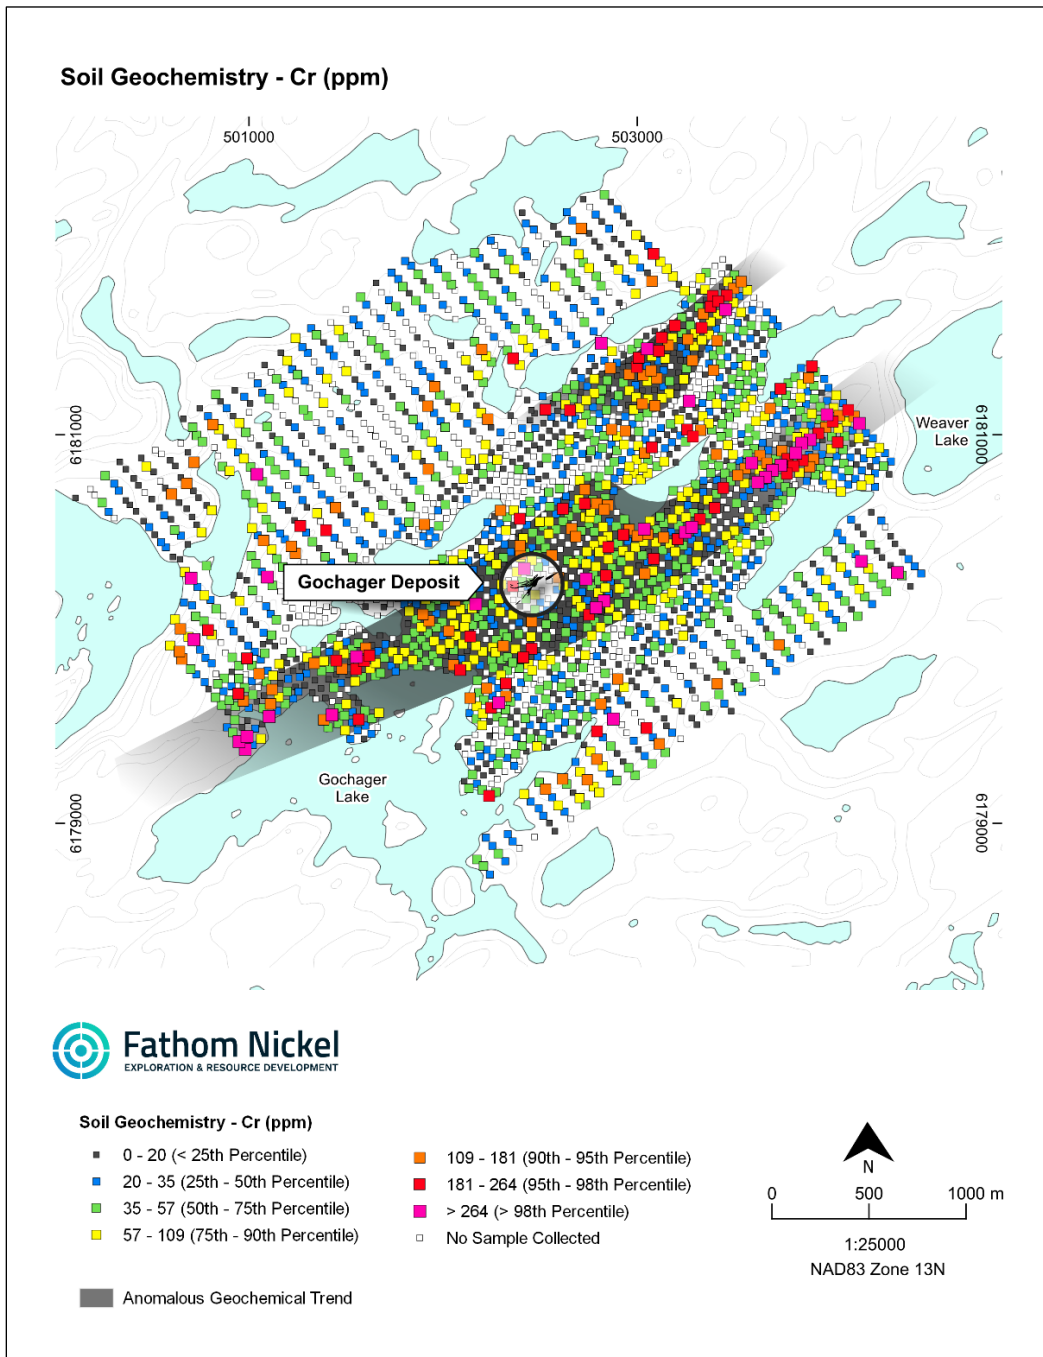 Soil Geochemistry - Cr (ppm)
501000
503000
6181000
6181000
Weaver
Lake
Gochager Deposit
Gochager
Lake
6179000
6179000
Fathom Nickel
EXPLORATION & RESOURCE DEVELOPMENT
Soil Geochemistry - Cr (ppm)
0 - 20 (< 25th Percentile)
20 - 35 (25th - 50th Percentile)
35 - 57 (50th - 75th Percentile)
57 - 109 (75th - 90th Percentile)
109 - 181 (90th - 95th Percentile)
181 - 264 (95th - 98th Percentile)
> 264 (> 98th Percentile)
No Sample Collected
Anomalous Geochemical Trend
N
0 500 1000 m
1:25000
NAD83 Zone 13N